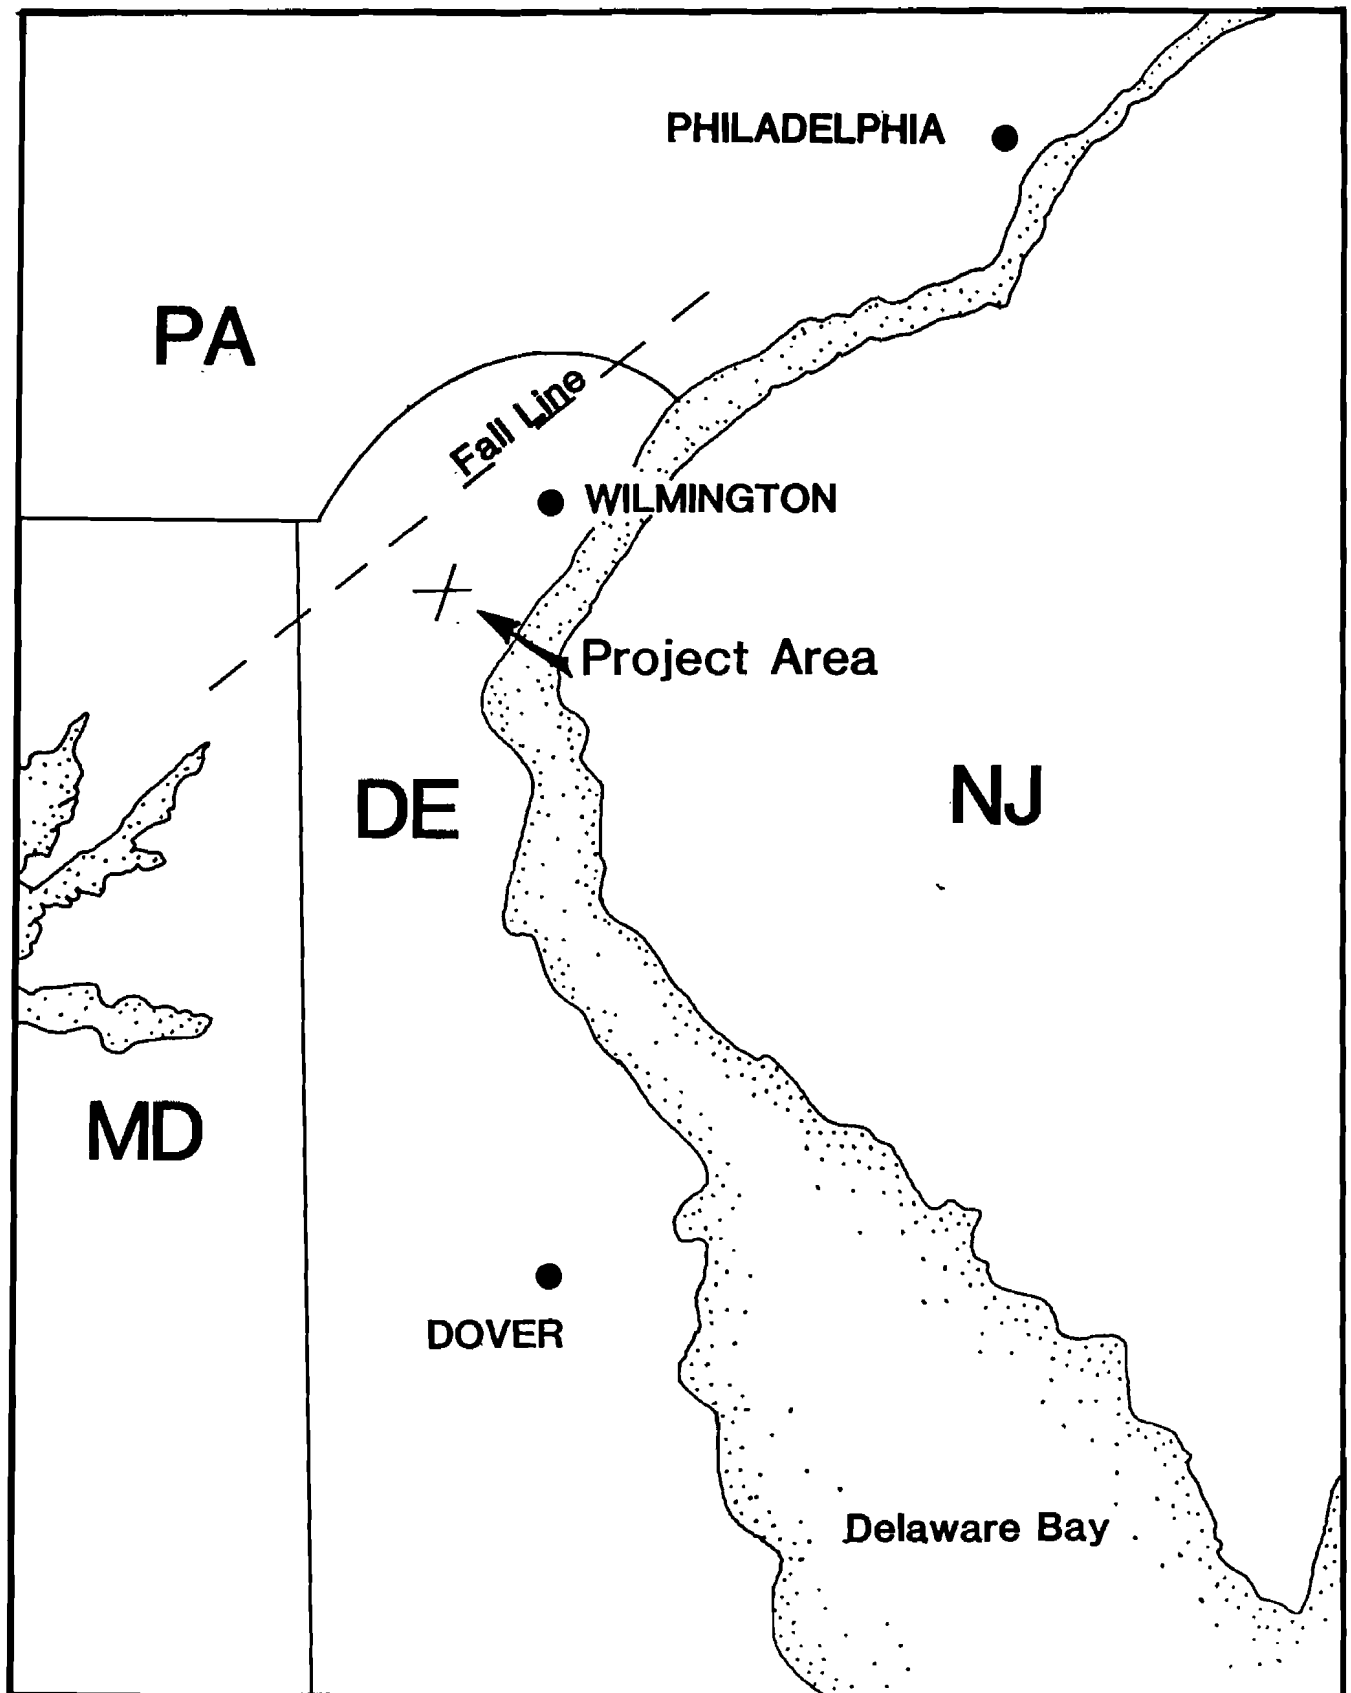 PHILADELPHIA
PA
Fall Line
WILMINGTON
Project Area
DE
NJ
MD
DOVER
Delaware Bay